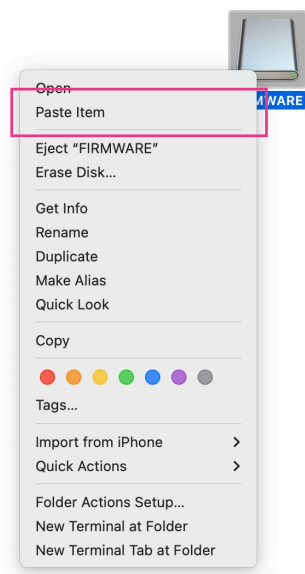 MWARE
Open
Paste Item
Eject “FIRMWARE”
Erase Disk...
Get Info
Rename
Duplicate
Make Alias
Quick Look
Copy
Tags...
Import from iPhone
Quick Actions
Folder Actions Setup...
New Terminal at Folder
New Terminal Tab at Folder